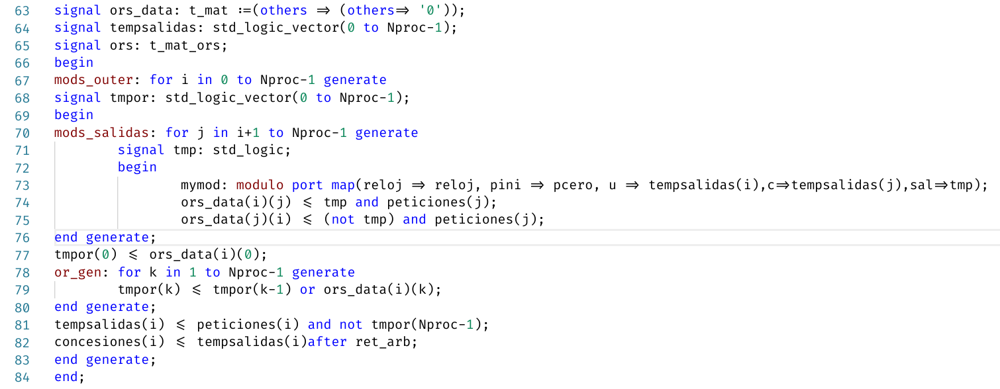 63 signal ors_data: t_mat :=(others => (others=> '0'));
64 signal tempsalidas: std_logic_vector(0 to Nproc-1);
65 signal ors: t_mat_ors;
66 begin
67 mods_outer: for i in 0 to Nproc-1 generate
68 signal tmpor: std_logic_vector(0 to Nproc-1);
69 begin
70 mods_salidas: for j in i+1 to Nproc-1 generate
71 signal tmp: std_logic;
72 begin
73 mymod: modulo port map(reloj => reloj, pini => pcero, u => tempsalidas(i),c=>tempsalidas(j),sal=>tmp);
74 ors_data(i)(j) <= tmp and peticiones(j);
75 ors_data(j)(i) <= (not tmp) and peticiones(j);
76 end generate;
77 tmpor(0) <= ors_data(i)(0);
78 or_gen: for k in 1 to Nproc-1 generate
79 tmpor(k) <= tmpor(k-1) or ors_data(i)(k);
80 end generate;
81 tempsalidas(i) <= peticiones(i) and not tmpor(Nproc-1);
82 concesiones(i) <= tempsalidas(i)after ret_arb;
83 end generate;
84 end;